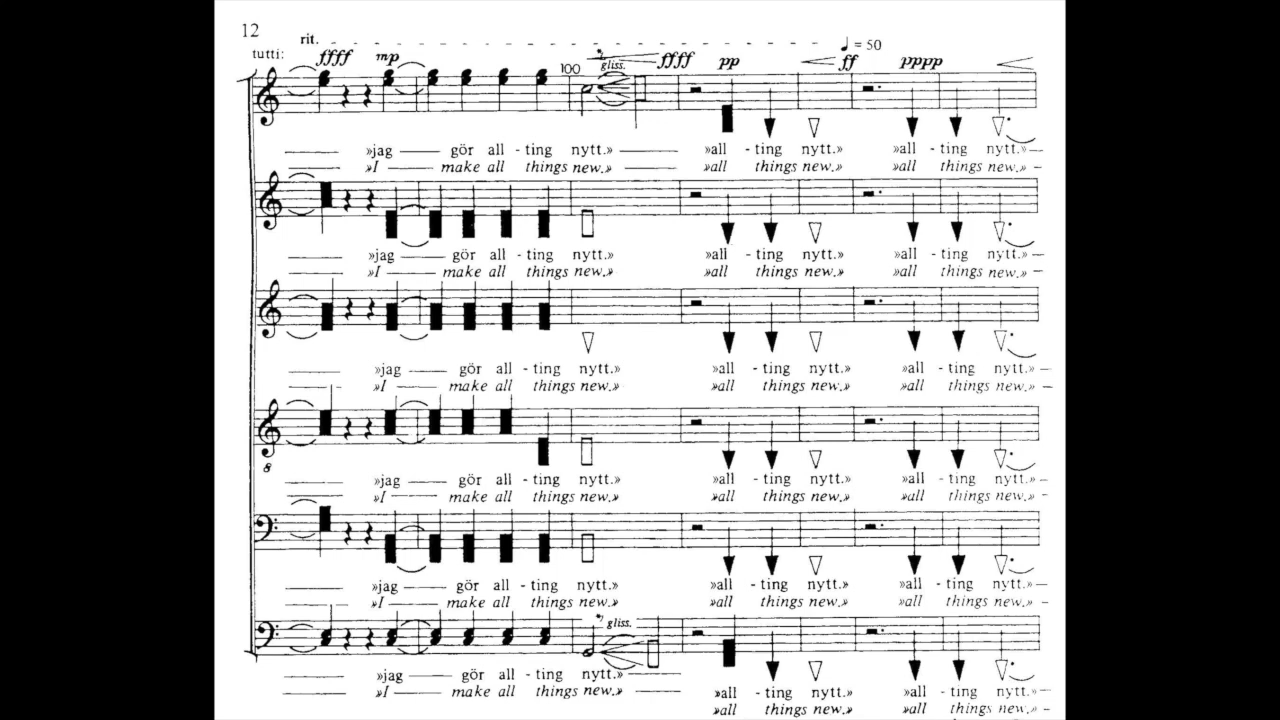 12
rit. ♩ = 50
tutti: ffff mp ffff pp ff pppp
100 *) gliss.
»jag gör all - ting nytt.» »all - ting nytt.» »all - ting nytt.»
»I make all things new.» »all things new.» »all things new.»
»jag gör all - ting nytt.» »all - ting nytt.» »all - ting nytt.»
»I make all things new.» »all things new.» »all things new.»
»jag gör all - ting nytt.» »all - ting nytt.» »all - ting nytt.»
»I make all things new.» »all things new.» »all things new.»
8
»jag gör all - ting nytt.» »all - ting nytt.» »all - ting nytt.»
»I make all things new.» »all things new.» »all things new.»
»jag gör all - ting nytt.» »all - ting nytt.» »all - ting nytt.»
»I make all things new.» »all things new.» »all things new.»
*) gliss.
»jag gör all - ting nytt.» »all - ting nytt.» »all - ting nytt.»
»I make all things new.» »all things new.» »all things new.»